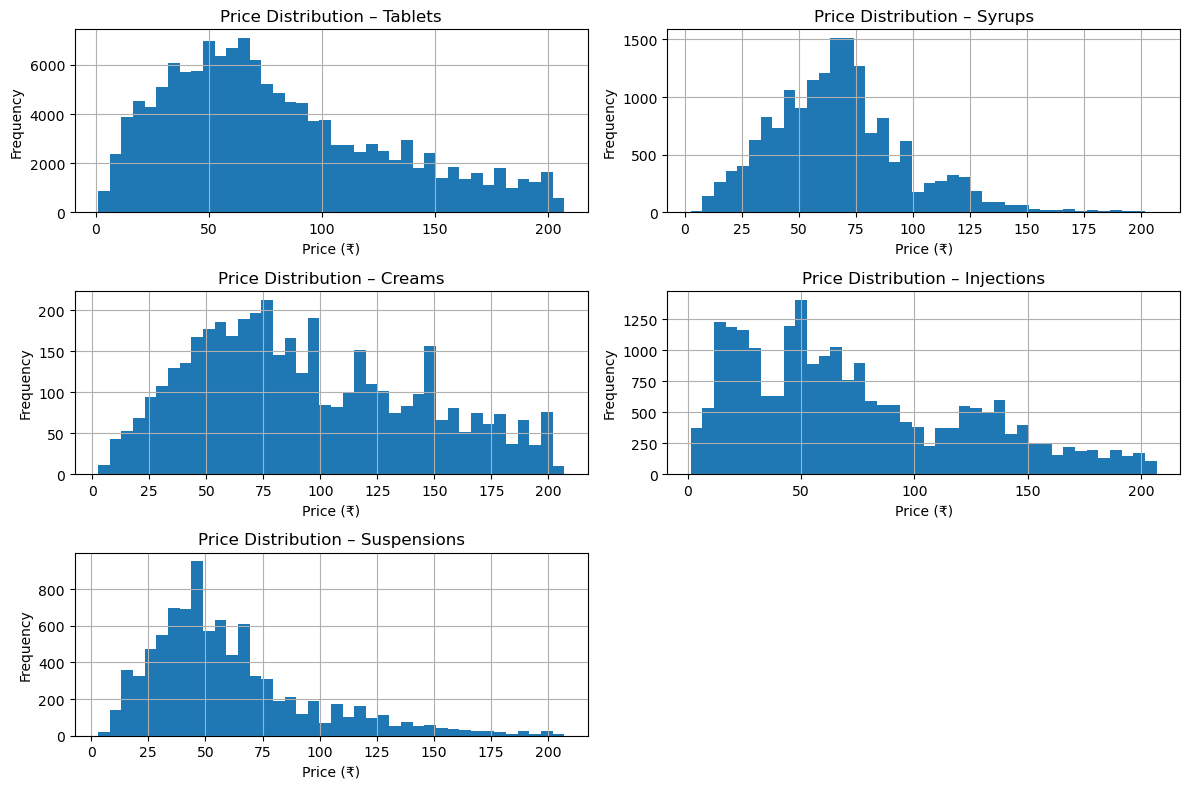 Price Distribution – Tablets
Frequency
6000
4000
2000
0
0 50 100 150 200
Price (₹)
Price Distribution – Syrups
Frequency
1500
1000
500
0
0 25 50 75 100 125 150 175 200
Price (₹)
Price Distribution – Creams
Frequency
200
150
100
50
0
0 25 50 75 100 125 150 175 200
Price (₹)
Price Distribution – Injections
Frequency
1250
1000
750
500
250
0
0 50 100 150 200
Price (₹)
Price Distribution – Suspensions
Frequency
800
600
400
200
0
0 25 50 75 100 125 150 175 200
Price (₹)